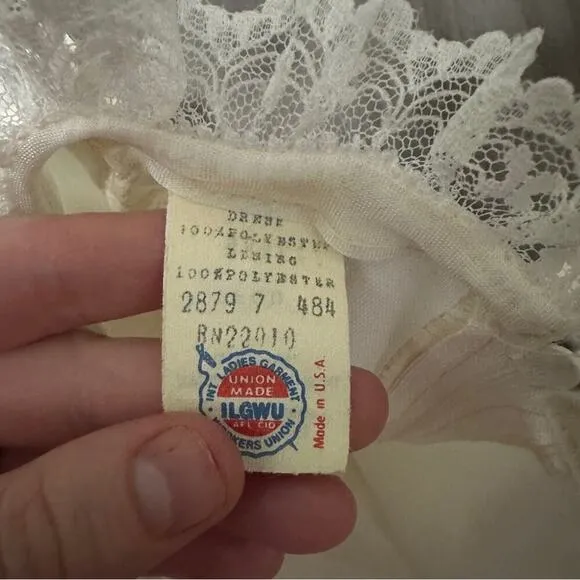 DRESS
100%POLYESTER
LINING
100%POLYESTER
2879 7 484
RN22010
INT LADIES GARMENT
UNION
MADE
ILGWU
AFL CIO
WORKERS UNION
Made in U.S.A.